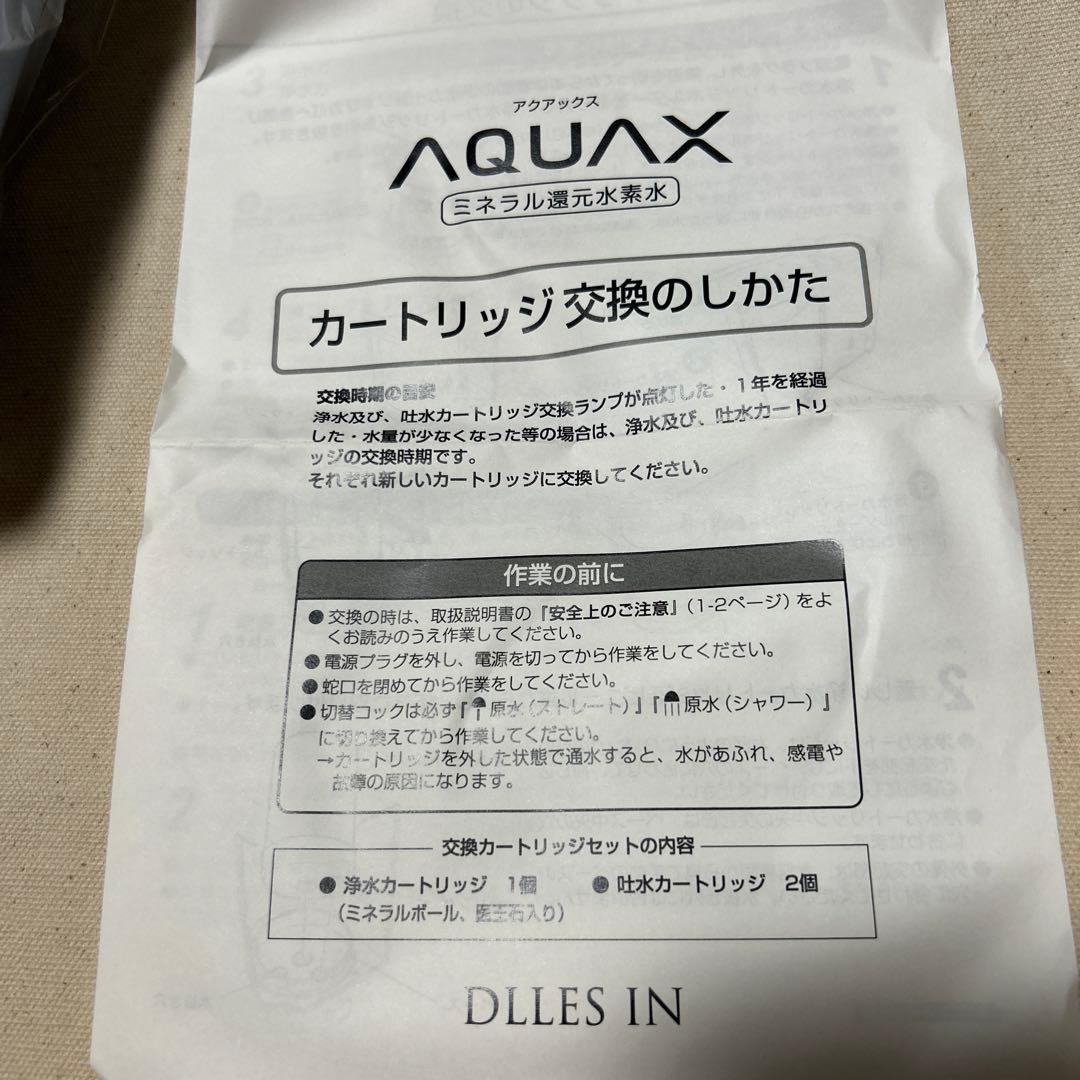 アクアックス
AQUAX
ミネラル還元水素水
カートリッジ交換のしかた
交換時期の目安
浄水及び、吐水カートリッジ交換ランプが点灯した・1年を経過
した・水量が少なくなった等の場合は、浄水及び、吐水カートリ
ッジの交換時期です。
それぞれ新しいカートリッジに交換してください。
作業の前に
●交換の時は、取扱説明書の『安全上のご注意』(1-2ページ)をよ
くお読みのうえ作業してください。
●電源プラグを外し、電源を切ってから作業をしてください。
●蛇口を閉めてから作業をしてください。
●切替コックは必ず『原水(ストレート)』『原水(シャワー)』
に切り換えてから作業してください。
→カートリッジを外した状態で通水すると、水があふれ、感電や
故障の原因になります。
交換カートリッジセットの内容
●浄水カートリッジ 1個 ●吐水カートリッジ 2個
(ミネラルボール、医王石入り)
DLLES IN